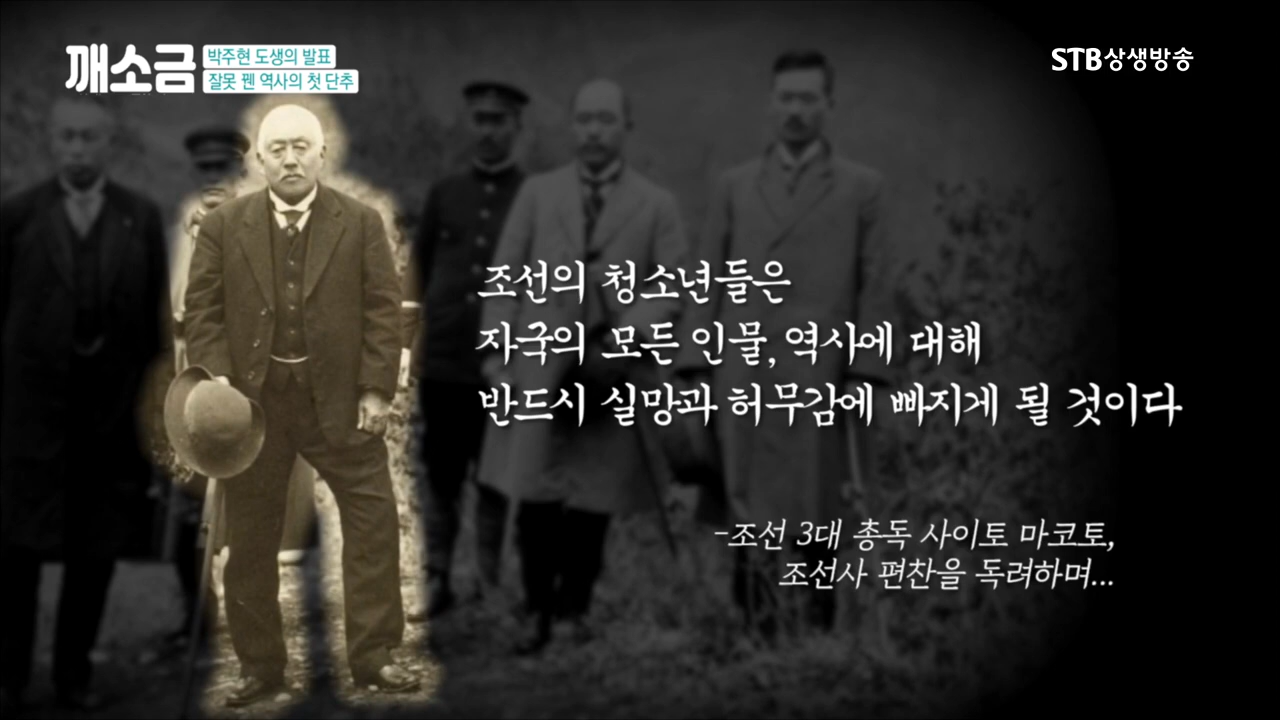 깨소금
박주현 도생의 발표
잘못 꿴 역사의 첫 단추
STB상생방송
조선의 청소년들은
자국의 모든 인물, 역사에 대해
반드시 실망과 허무감에 빠지게 될 것이다
-조선 3대 총독 사이토 마코토,
조선사 편찬을 독려하며...